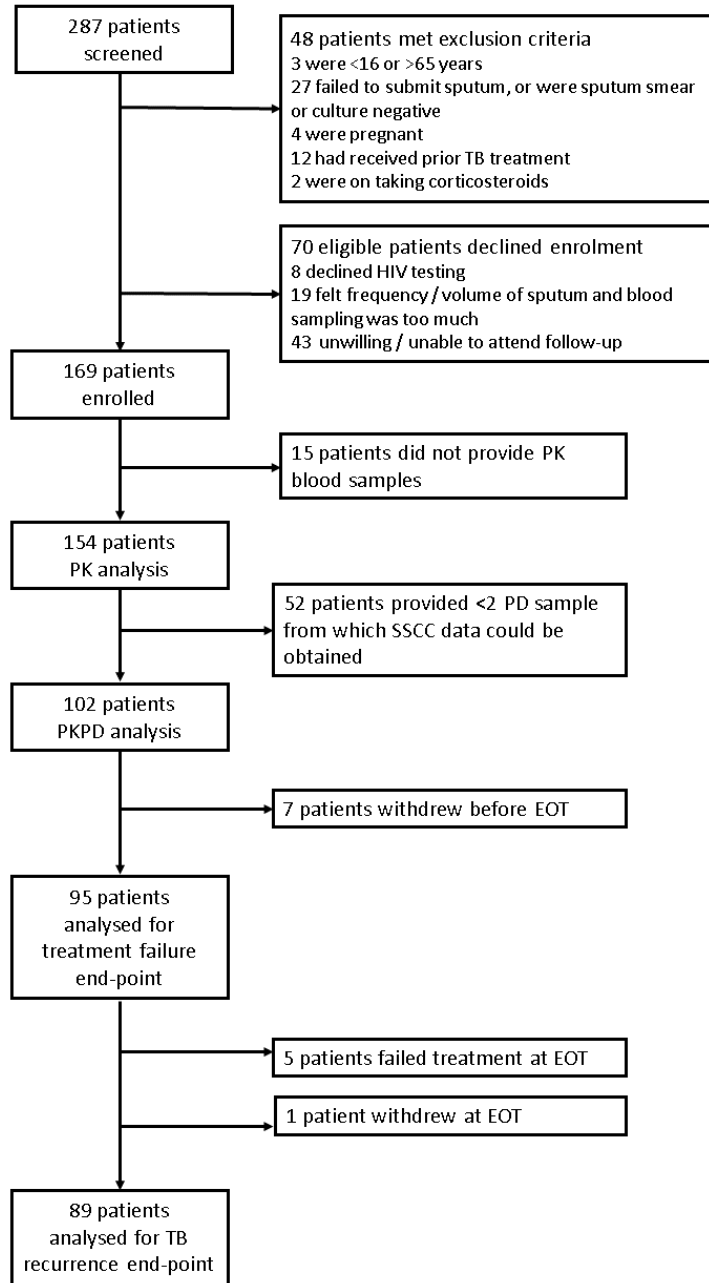 287 patients
screened
48 patients met exclusion criteria
3 were <16 or >65 years
27 failed to submit sputum, or were sputum smear
or culture negative
4 were pregnant
12 had received prior TB treatment
2 were on taking corticosteroids
70 eligible patients declined enrolment
8 declined HIV testing
19 felt frequency / volume of sputum and blood
sampling was too much
43 unwilling / unable to attend follow-up
169 patients
enrolled
15 patients did not provide PK
blood samples
154 patients
PK analysis
52 patients provided <2 PD sample
from which SSCC data could be
obtained
102 patients
PKPD analysis
7 patients withdrew before EOT
95 patients
analysed for
treatment failure
end-point
5 patients failed treatment at EOT
1 patient withdrew at EOT
89 patients
analysed for TB
recurrence end-point